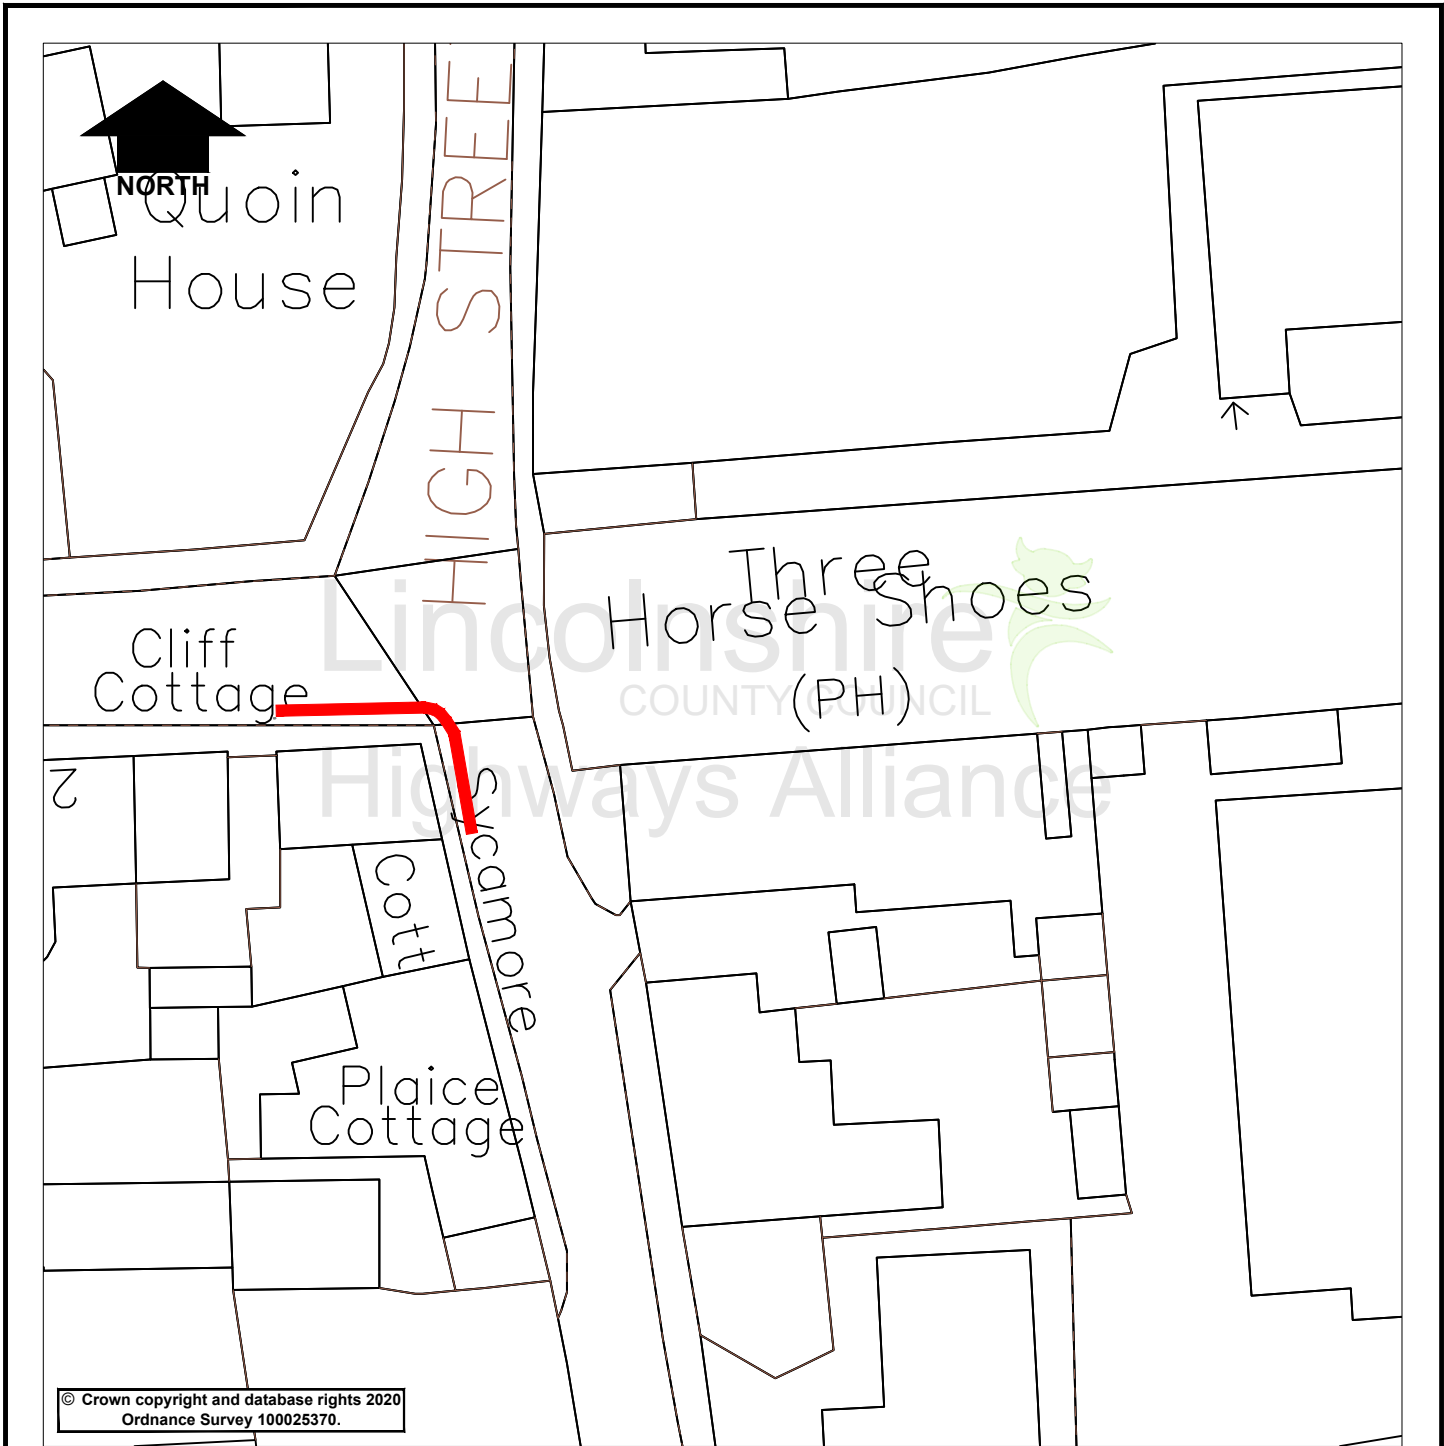 NORTH
Quoin
House
HIGH STREE
Three
Horse Shoes
(PH)
Cliff
Cottage
Lincolnshire
COUNTY COUNCIL
Highways Alliance
2
Sycamore
Cott
Plaice
Cottage
© Crown copyright and database rights 2020
Ordnance Survey 100025370.